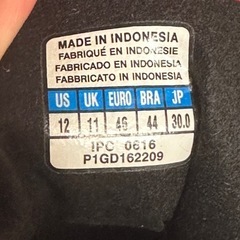 MADE IN INDONESIA
FABRIQUÉ EN INDONESIE
FABBRICADO EN INDONESIA
FABBRICATO IN INDONESIA
US UK EURO BRA JP
12 11 46 44 30.0
IPC 0616
P1GD162209